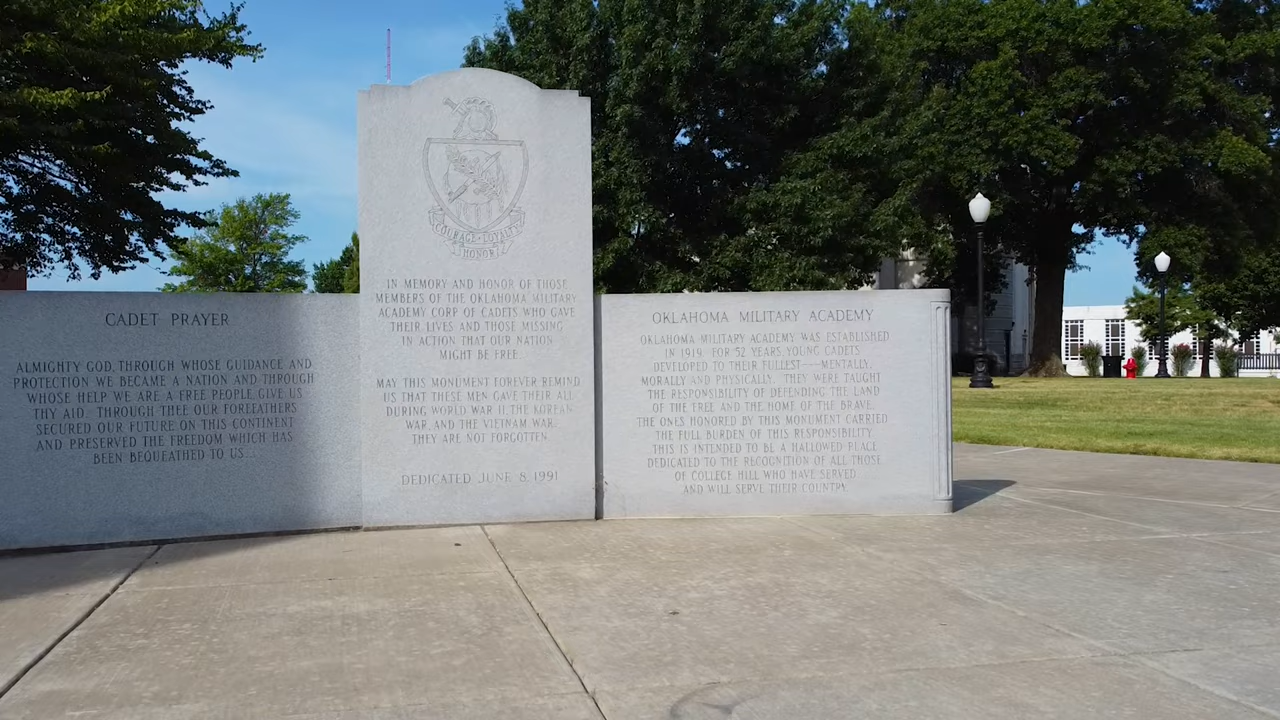 CADET PRAYER
ALMIGHTY GOD, THROUGH WHOSE GUIDANCE AND
PROTECTION WE BECAME A NATION AND THROUGH
WHOSE HELP WE ARE A FREE PEOPLE, GIVE US
THY AID. THROUGH THEE OUR FOREFATHERS
SECURED OUR FUTURE ON THIS CONTINENT
AND PRESERVED THE FREEDOM WHICH HAS
BEEN BEQUEATHED TO US...
COURAGE · LOYALTY
HONOR
IN MEMORY AND HONOR OF THOSE
MEMBERS OF THE OKLAHOMA MILITARY
ACADEMY CORP OF CADETS WHO GAVE
THEIR LIVES AND THOSE MISSING
IN ACTION THAT OUR NATION
MIGHT BE FREE.
MAY THIS MONUMENT FOREVER REMIND
US THAT THESE MEN GAVE THEIR ALL
DURING WORLD WAR II, THE KOREAN
WAR, AND THE VIETNAM WAR.
THEY ARE NOT FORGOTTEN.
DEDICATED JUNE 8, 1991
OKLAHOMA MILITARY ACADEMY
OKLAHOMA MILITARY ACADEMY WAS ESTABLISHED
IN 1919. FOR 52 YEARS, YOUNG CADETS
DEVELOPED TO THEIR FULLEST——MENTALLY,
MORALLY AND PHYSICALLY. THEY WERE TAUGHT
THE RESPONSIBILITY OF DEFENDING THE LAND
OF THE FREE AND THE HOME OF THE BRAVE.
THE ONES HONORED BY THIS MONUMENT CARRIED
THE FULL BURDEN OF THIS RESPONSIBILITY.
THIS IS INTENDED TO BE A HALLOWED PLACE
DEDICATED TO THE RECOGNITION OF ALL THOSE
OF COLLEGE HILL WHO HAVE SERVED
AND WILL SERVE THEIR COUNTRY.